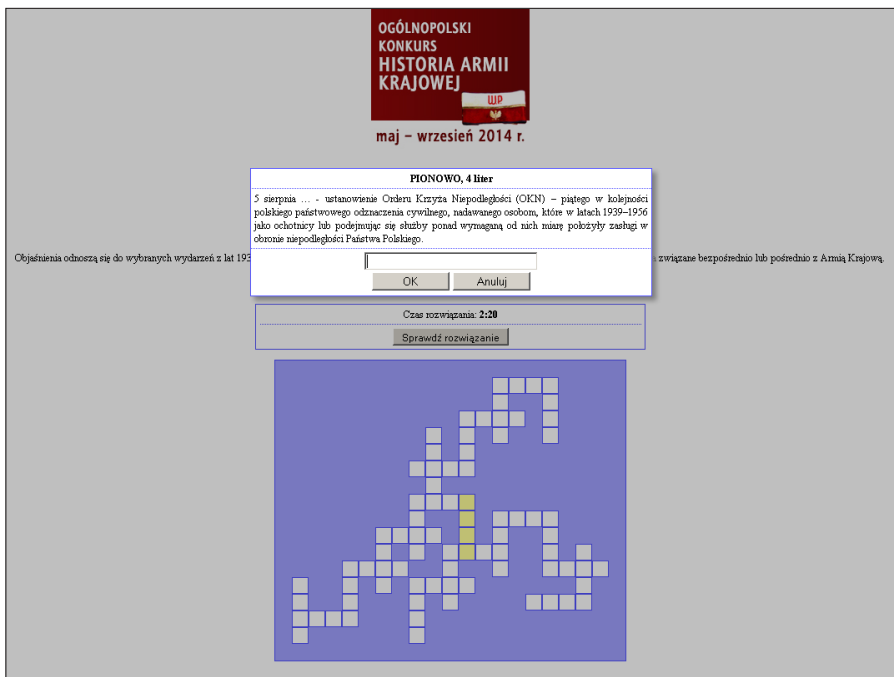 OGÓLNOPOLSKI
KONKURS
HISTORIA ARMII
KRAJOWEJ
WP
maj – wrzesień 2014 r.
PIONOWO, 4 liter
5 sierpnia ... - ustanowienie Orderu Krzyża Niepodległości (OKN) – piątego w kolejności
polskiego państwowego odznaczenia cywilnego, nadawanego osobom, które w latach 1939–1956
jako ochotnicy lub podejmując się służby ponad wymaganą od nich miarę położyły zasługi w
obronie niepodległości Państwa Polskiego.
Objaśnienia odnoszą się do wybranych wydarzeń z lat 193 związane bezpośrednio lub pośrednio z Armią Krajową.
OK Anuluj
Czas rozwiązania: 2:20
Sprawdź rozwiązanie